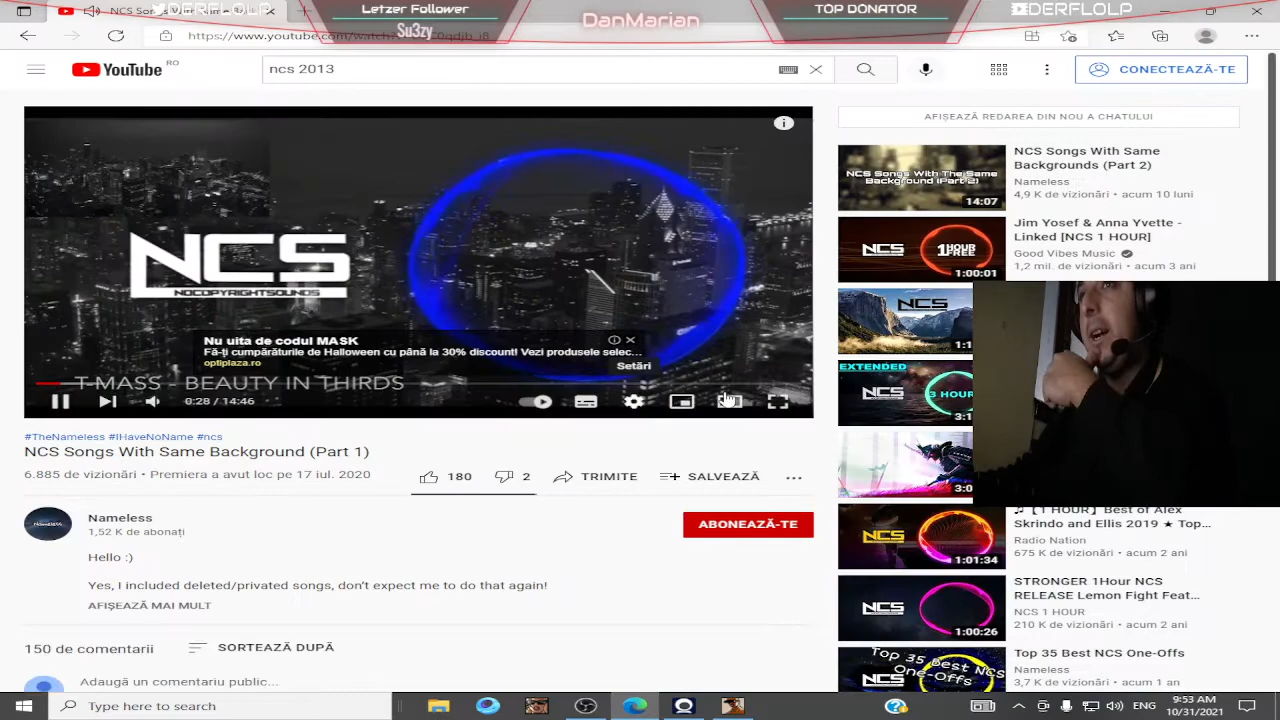 DERFLOLP
Letzer Follower
Su3zy
DanMarian
TOP DONATOR
DERFLOLP
NCS Songs
https://www.youtube.com/watch?
YouTube RO
ncs 2013
CONECTEAZĂ-TE
NCS
NOCOPYRIGHTSOUNDS
Nu uita de codul MASK
Fă-ți cumpărăturile de Halloween cu până la 30% discount! Vezi produsele selec...
optiplaza.ro
Setări
T-MASS - BEAUTY IN THIRDS
:28 / 14:46
#TheNameless #IHaveNoName #ncs
NCS Songs With Same Background (Part 1)
6.885 de vizionări • Premiera a avut loc pe 17 iul. 2020
180
2
TRIMITE
SALVEAZĂ
Nameless
Nameless
1,52 K de abonați
ABONEAZĂ-TE
Hello :)
Yes, I included deleted/privated songs, don't expect me to do that again!
AFIȘEAZĂ MAI MULT
150 de comentarii
SORTEAZĂ DUPĂ
Adaugă un comentariu public...
AFIȘEAZĂ REDAREA DIN NOU A CHATULUI
NCS Songs With The Same
Background (Part 2)
14:07
NCS Songs With Same
Backgrounds (Part 2)
Nameless
4,9 K de vizionări • acum 10 luni
NCS
1 HOUR
FREE
1:00:01
Jim Yosef & Anna Yvette -
Linked [NCS 1 HOUR]
Good Vibes Music
1,2 mil. de vizionări • acum 3 ani
NCS
1:1
EXTENDED
NCS
3 HOUR
3:1
3:0
NCS
1:01:34
♫【1 HOUR】Best of Alex
Skrindo and Ellis 2019 ★ Top...
Radio Nation
675 K de vizionări • acum 2 ani
NCS
1:00:26
STRONGER 1Hour NCS
RELEASE Lemon Fight Feat...
NCS 1 HOUR
210 K de vizionări • acum 2 ani
Top 35 Best NCS
One-Offs
NCS
Top 35 Best NCS One-Offs
Nameless
3,7 K de vizionări • acum 1 an
Type here to search
ENG
9:53 AM
10/31/2021